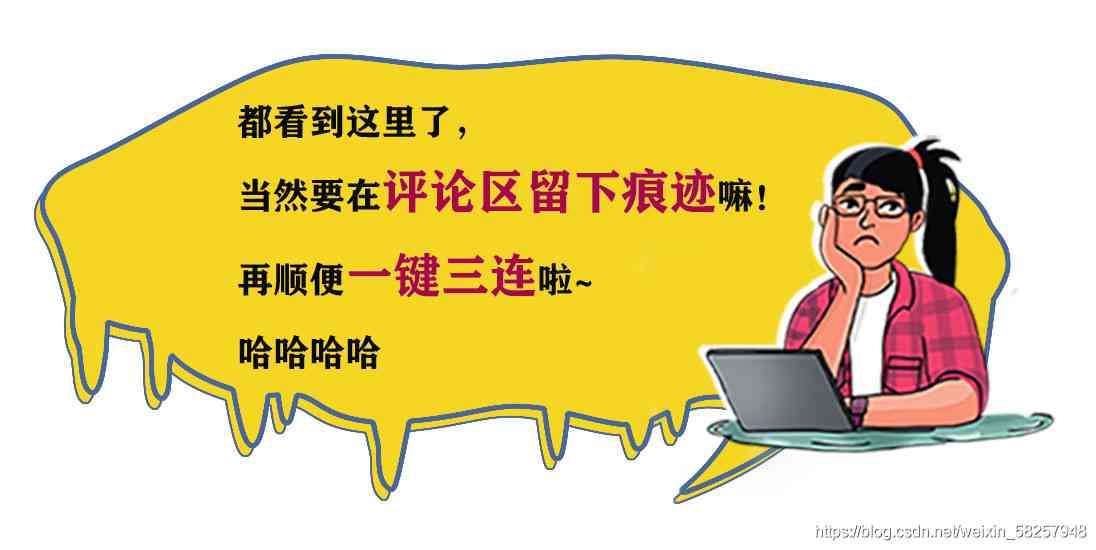 都看到这里了，
当然要在评论区留下痕迹嘛！
再顺便一键三连啦~
哈哈哈哈
https://blog.csdn.net/weixin_58257948